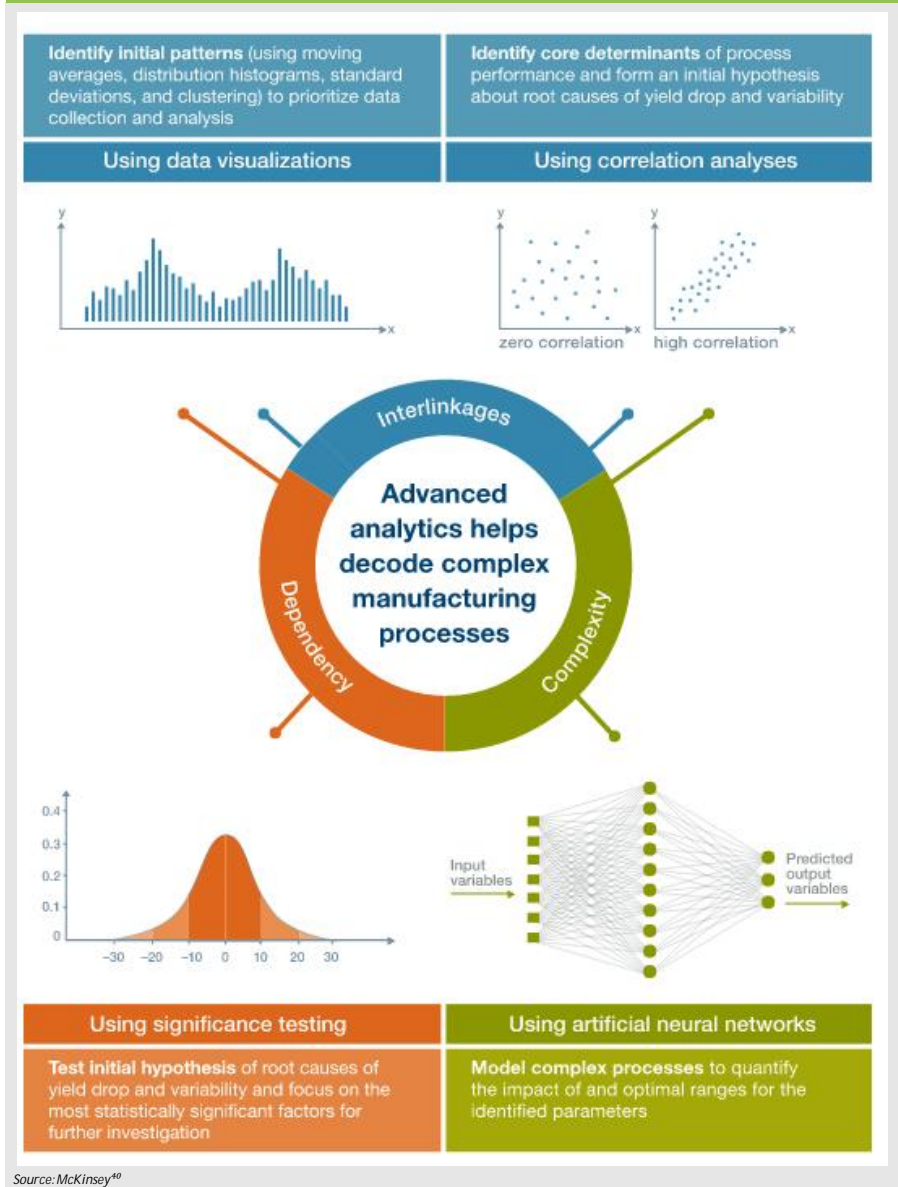 Identify initial patterns (using moving
averages, distribution histograms, standard
deviations, and clustering) to prioritize data
collection and analysis
Identify core determinants of process
performance and form an initial hypothesis
about root causes of yield drop and variability
Using data visualizations
Using correlation analyses
y
x
y
x
zero correlation
y
x
high correlation
Interlinkages
Advanced
analytics helps
decode complex
manufacturing
processes
Dependency
Complexity
0.4
0.3
0.2
0.1
0
-30 -20 -10 0 10 20 30
Input
variables
Predicted
output
variables
Using significance testing
Using artificial neural networks
Test initial hypothesis of root causes of
yield drop and variability and focus on the
most statistically significant factors for
further investigation
Model complex processes to quantify
the impact of and optimal ranges for the
identified parameters
Source: McKinsey⁴⁰